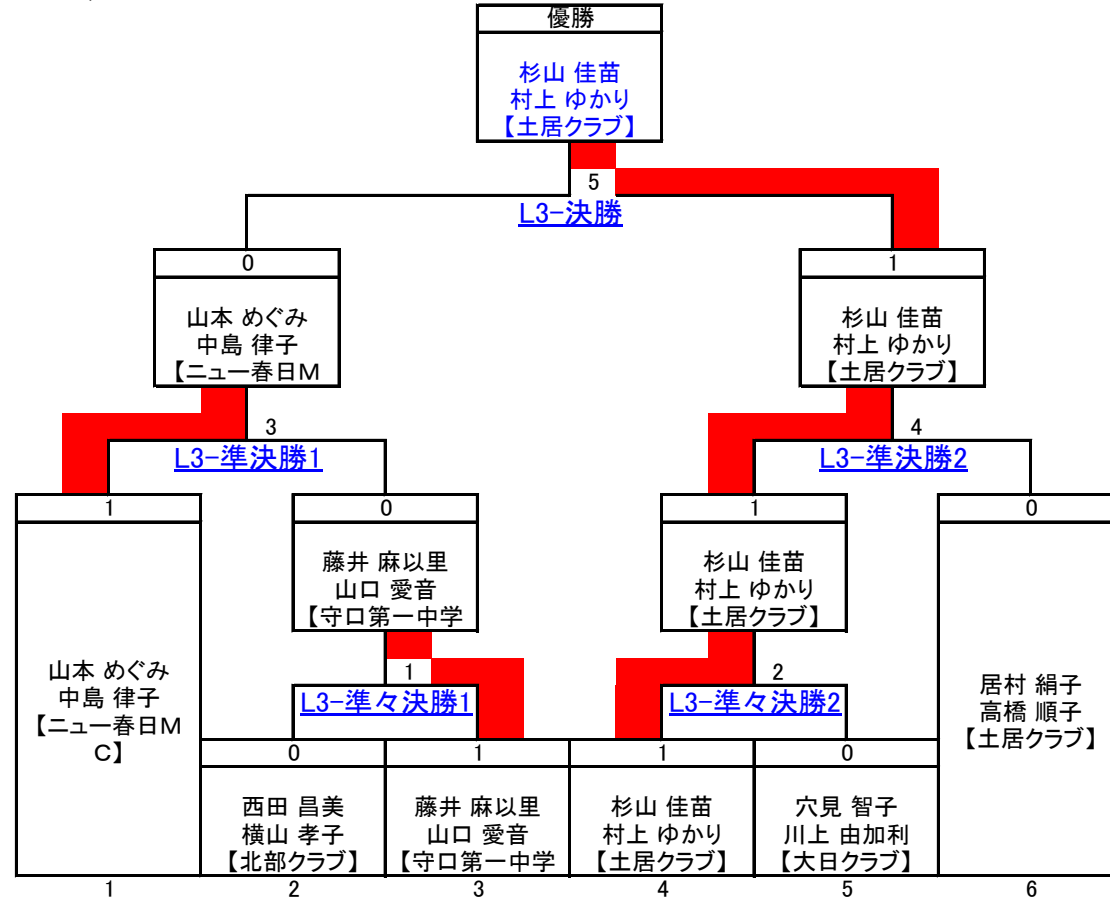 優勝
杉山 佳苗
村上 ゆかり
【土居クラブ】
5
L3-決勝
0
山本 めぐみ
中島 律子
【ニュー春日M
1
杉山 佳苗
村上 ゆかり
【土居クラブ】
3
L3-準決勝1
4
L3-準決勝2
1
山本 めぐみ
中島 律子
【ニュー春日M
C】
0
藤井 麻以里
山口 愛音
【守口第一中学
1
杉山 佳苗
村上 ゆかり
【土居クラブ】
0
居村 絹子
高橋 順子
【土居クラブ】
1
L3-準々決勝1
2
L3-準々決勝2
0
西田 昌美
横山 孝子
【北部クラブ】
1
藤井 麻以里
山口 愛音
【守口第一中学
1
杉山 佳苗
村上 ゆかり
【土居クラブ】
0
穴見 智子
川上 由加利
【大日クラブ】
1
2
3
4
5
6